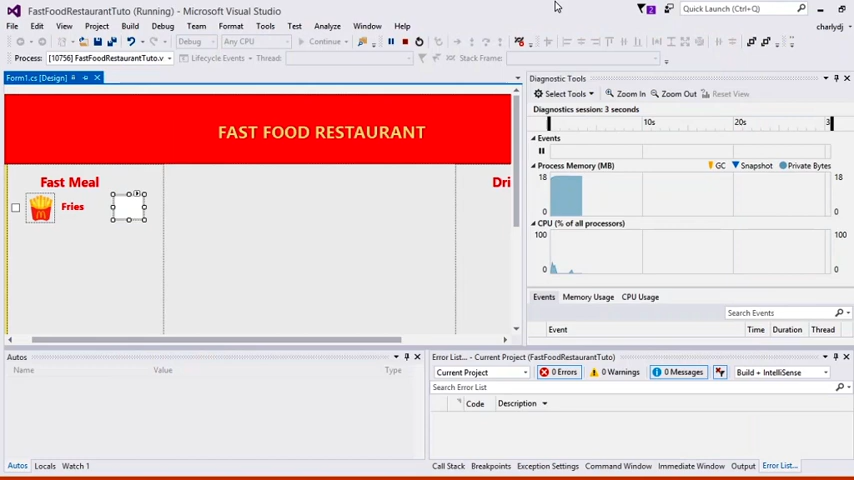 FastFoodRestaurantTuto (Running) - Microsoft Visual Studio
2
Quick Launch (Ctrl+Q)
File Edit View Project Build Debug Team Format Tools Test Analyze Window Help
charlydj
Debug Any CPU Continue
Process: [10756] FastFoodRestaurantTuto.v Lifecycle Events Thread: Stack Frame:
Form1.cs [Design]
FAST FOOD RESTAURANT
Fast Meal
Dri
Fries
Diagnostic Tools
Select Tools Zoom In Zoom Out Reset View
Diagnostics session: 3 seconds
10s 20s 3
Events
Process Memory (MB) GC Snapshot Private Bytes
18 18
0 0
CPU (% of all processors)
100 100
0 0
Events Memory Usage CPU Usage
Search Events
Event Time Duration Thread
Autos
Name Value Type
Autos Locals Watch 1
Error List... - Current Project (FastFoodRestaurantTuto)
Current Project 0 Errors 0 Warnings 0 Messages Build + IntelliSense
Search Error List
Code Description
Call Stack Breakpoints Exception Settings Command Window Immediate Window Output Error List...